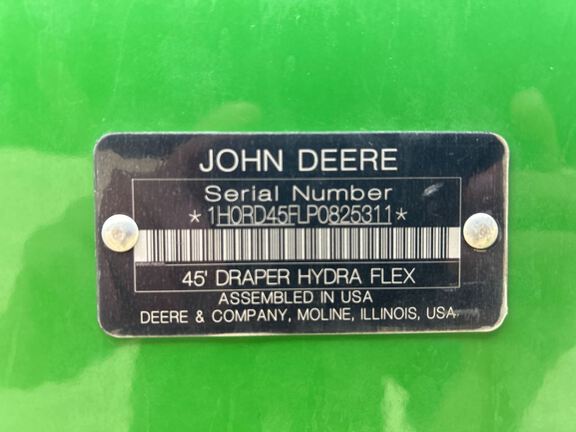 JOHN DEERE
Serial Number
*1H0RD45FLP0825311*
45' DRAPER HYDRA FLEX
ASSEMBLED IN USA
DEERE & COMPANY, MOLINE, ILLINOIS, USA